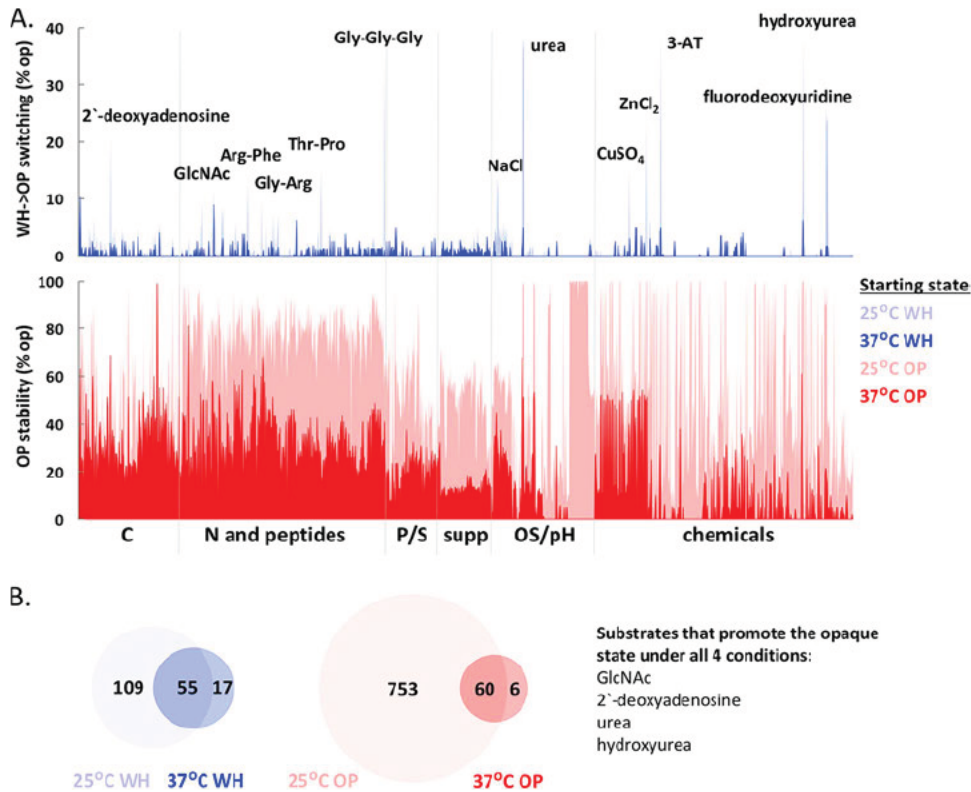 A.
WH->OP switching (% op)
40
30
20
10
0
2`-deoxyadenosine
GlcNAc
Arg-Phe
Gly-Arg
Thr-Pro
Gly-Gly-Gly
NaCl
urea
CuSO4
ZnCl2
3-AT
hydroxyurea
fluorodeoxyuridine
OP stability (% op)
100
80
60
40
20
0
C
N and peptides
P/S
supp
OS/pH
chemicals
Starting state
25°C WH
37°C WH
25°C OP
37°C OP
B.
109
55
17
25°C WH
37°C WH
753
60
6
25°C OP
37°C OP
Substrates that promote the opaque
state under all 4 conditions:
GlcNAc
2`-deoxyadenosine
urea
hydroxyurea